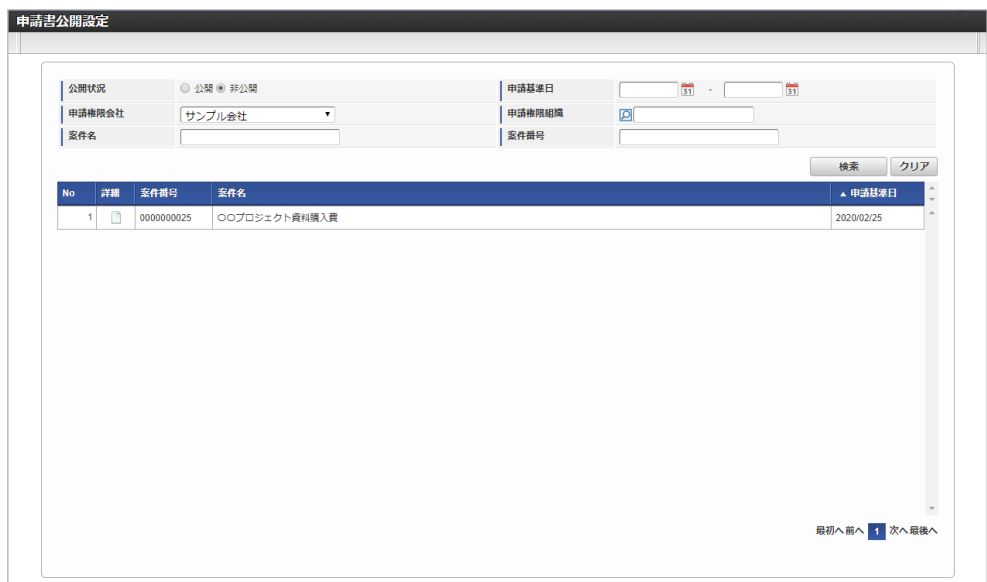 申請書公開設定
公開状況 公開 非公開 申請基準日 31 - 31
申請権限会社 サンプル会社 申請権限組織
案件名 案件番号
検索 クリア
No 詳細 案件番号 案件名 ▲ 申請基準日
1 0000000025 〇〇プロジェクト資料購入費 2020/02/25
最初へ 前へ 1 次へ 最後へ